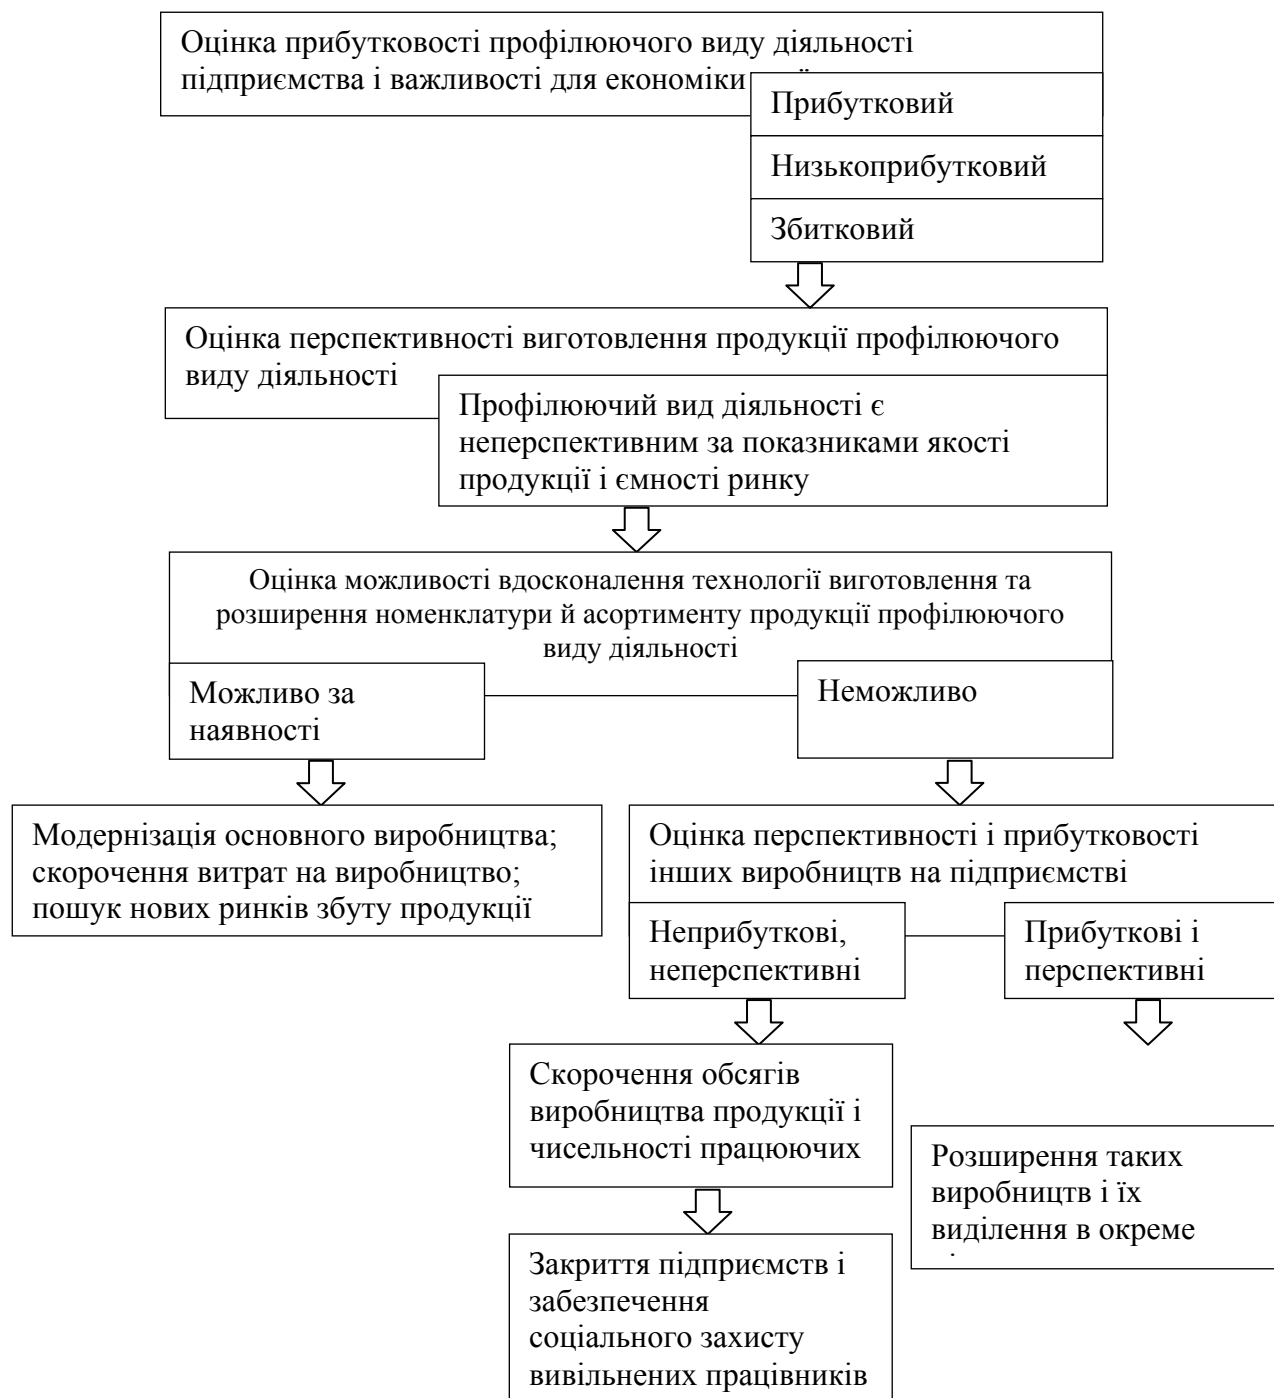 Оцінка прибутковості профілюючого виду діяльності
підприємства і важливості для економіки
Прибутковий
Низькоприбутковий
Збитковий
Оцінка перспективності виготовлення продукції профілюючого
виду діяльності
Профілюючий вид діяльності є
неперспективним за показниками якості
продукції і ємності ринку
Оцінка можливості вдосконалення технології виготовлення та
розширення номенклатури й асортименту продукції профілюючого
виду діяльності
Можливо за
наявності
Неможливо
Модернізація основного виробництва;
скорочення витрат на виробництво;
пошук нових ринків збуту продукції
Оцінка перспективності і прибутковості
інших виробництв на підприємстві
Неприбуткові,
неперспективні
Прибуткові і
перспективні
Скорочення обсягів
виробництва продукції і
чисельності працюючих
Розширення таких
виробництв і їх
виділення в окреме
Закриття підприємств і
забезпечення
соціального захисту
вивільнених працівників